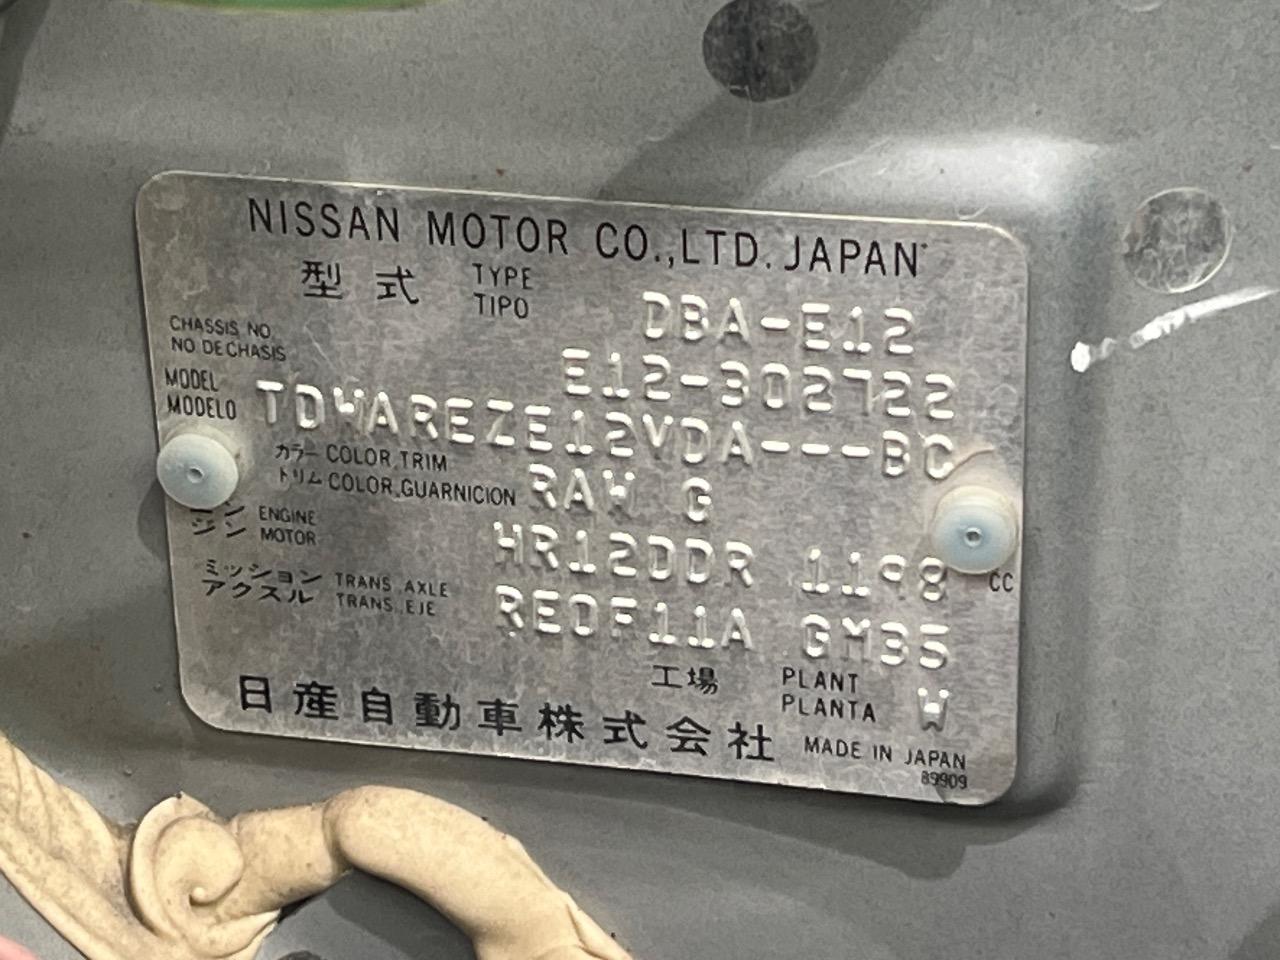 NISSAN MOTOR CO.,LTD. JAPAN
型式 TYPE TIPO DBA-E12
CHASSIS NO. NO DE CHASIS E12-302722
MODEL MODELO TDWAREZE12VDA---BC
カラー トリム COLOR,TRIM COLOR,GUARNICION RAW G
ENGINE MOTOR HR12DDR 1198 CC
ミッション アクスル TRANS. AXLE TRANS. EJE RE0F11A GM35
工場 PLANT PLANTA W
日産自動車株式会社 MADE IN JAPAN
89909